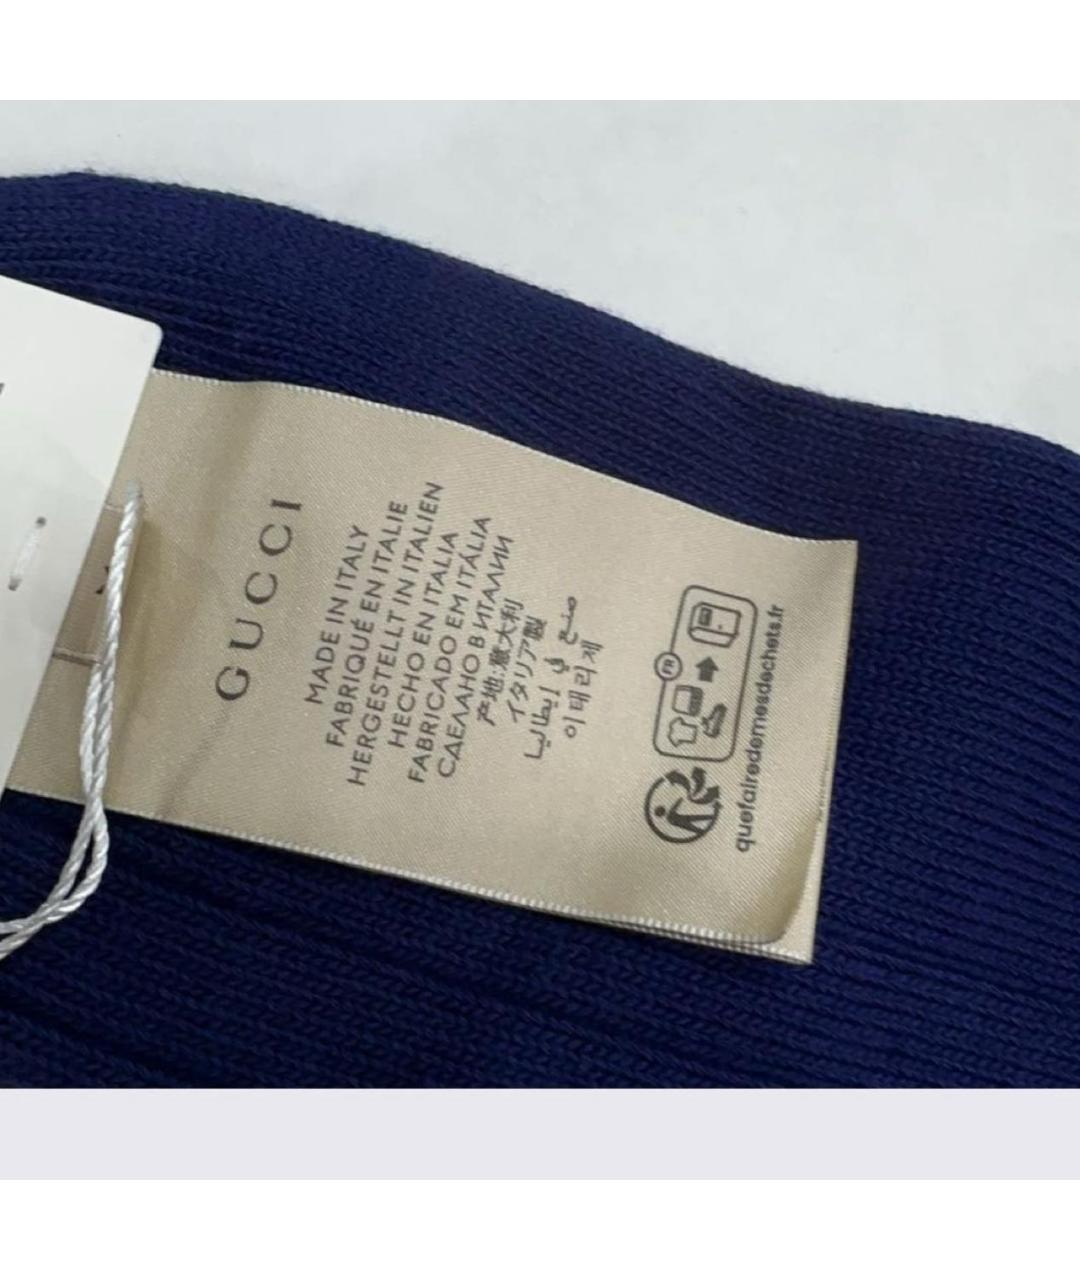 GUCCI
MADE IN ITALY
FABRIQUÉ EN ITALIE
HERGESTELLT IN ITALIEN
HECHO EN ITALIA
FABRICADO EM ITÁLIA
СДЕЛАНО В ИТАЛИИ
产地:意大利
イタリア製
صنع في إيطاليا
이태리제
FR
quefairedemesdechets.fr